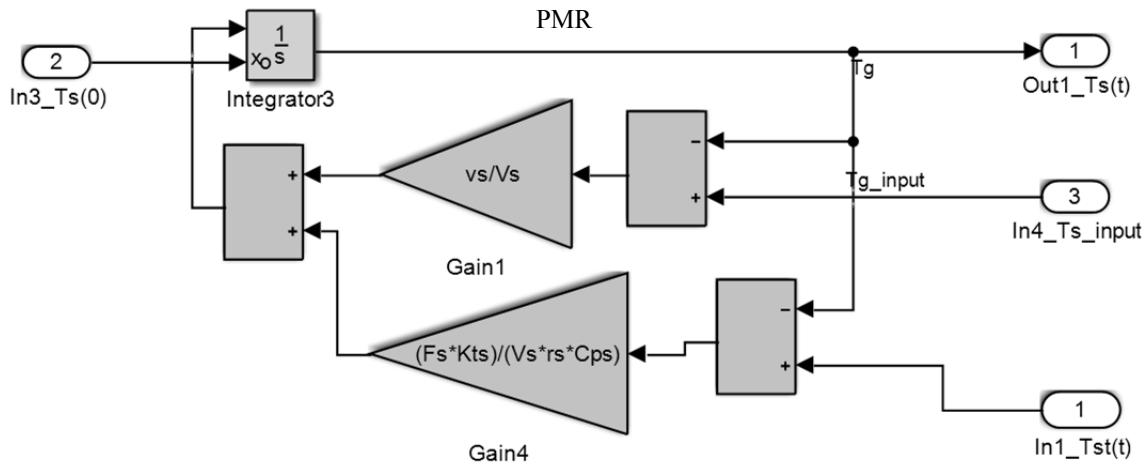 PMR
2
In3_Ts(0)
xo 1/s
Integrator3
Tg
1
Out1_Ts(t)
−
+
+
+
vs/Vs
Tg_input
3
In4_Ts_input
Gain1
−
+
(Fs*Kts)/(Vs*rs*Cps)
1
In1_Tst(t)
Gain4